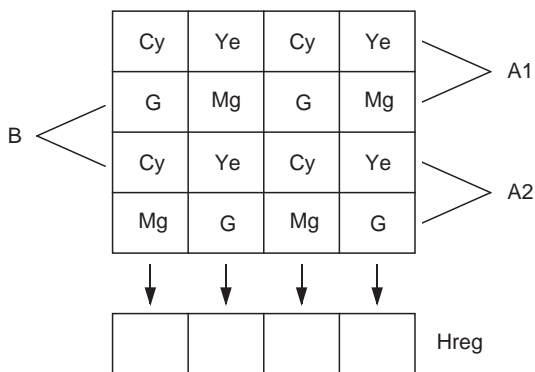 Cy Ye Cy Ye
A1
G Mg G Mg
B
Cy Ye Cy Ye
A2
Mg G Mg G
Hreg